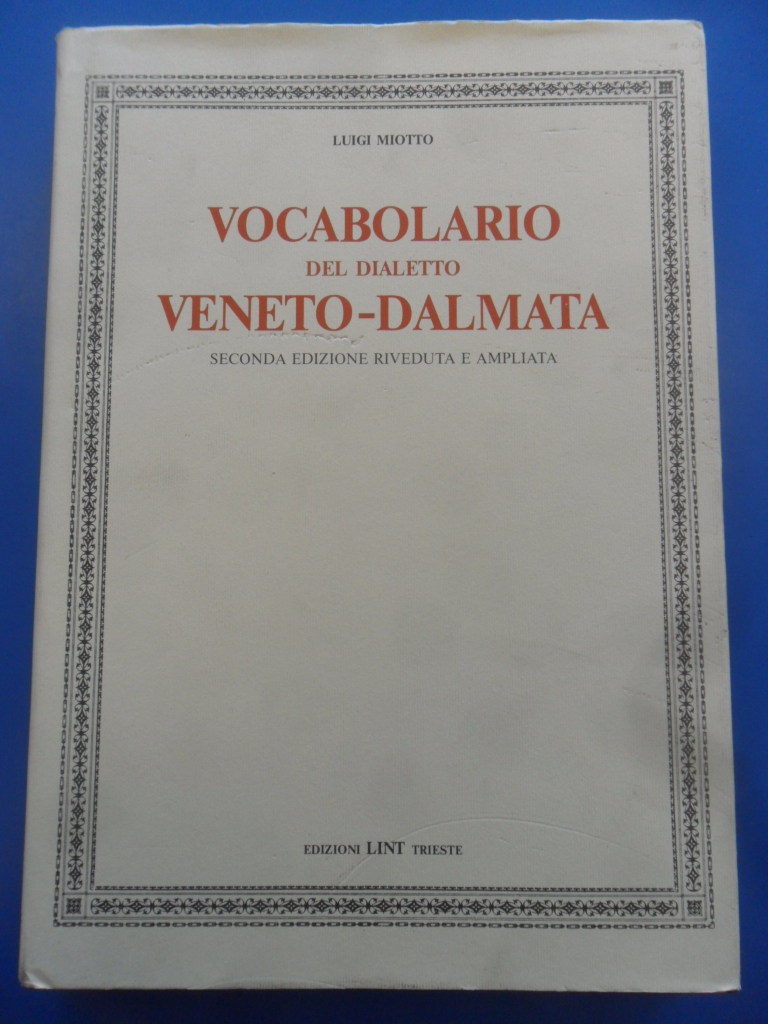 LUIGI MIOTTO
VOCABOLARIO
DEL DIALETTO
VENETO-DALMATA
SECONDA EDIZIONE RIVEDUTA E AMPLIATA
EDIZIONI LINT TRIESTE